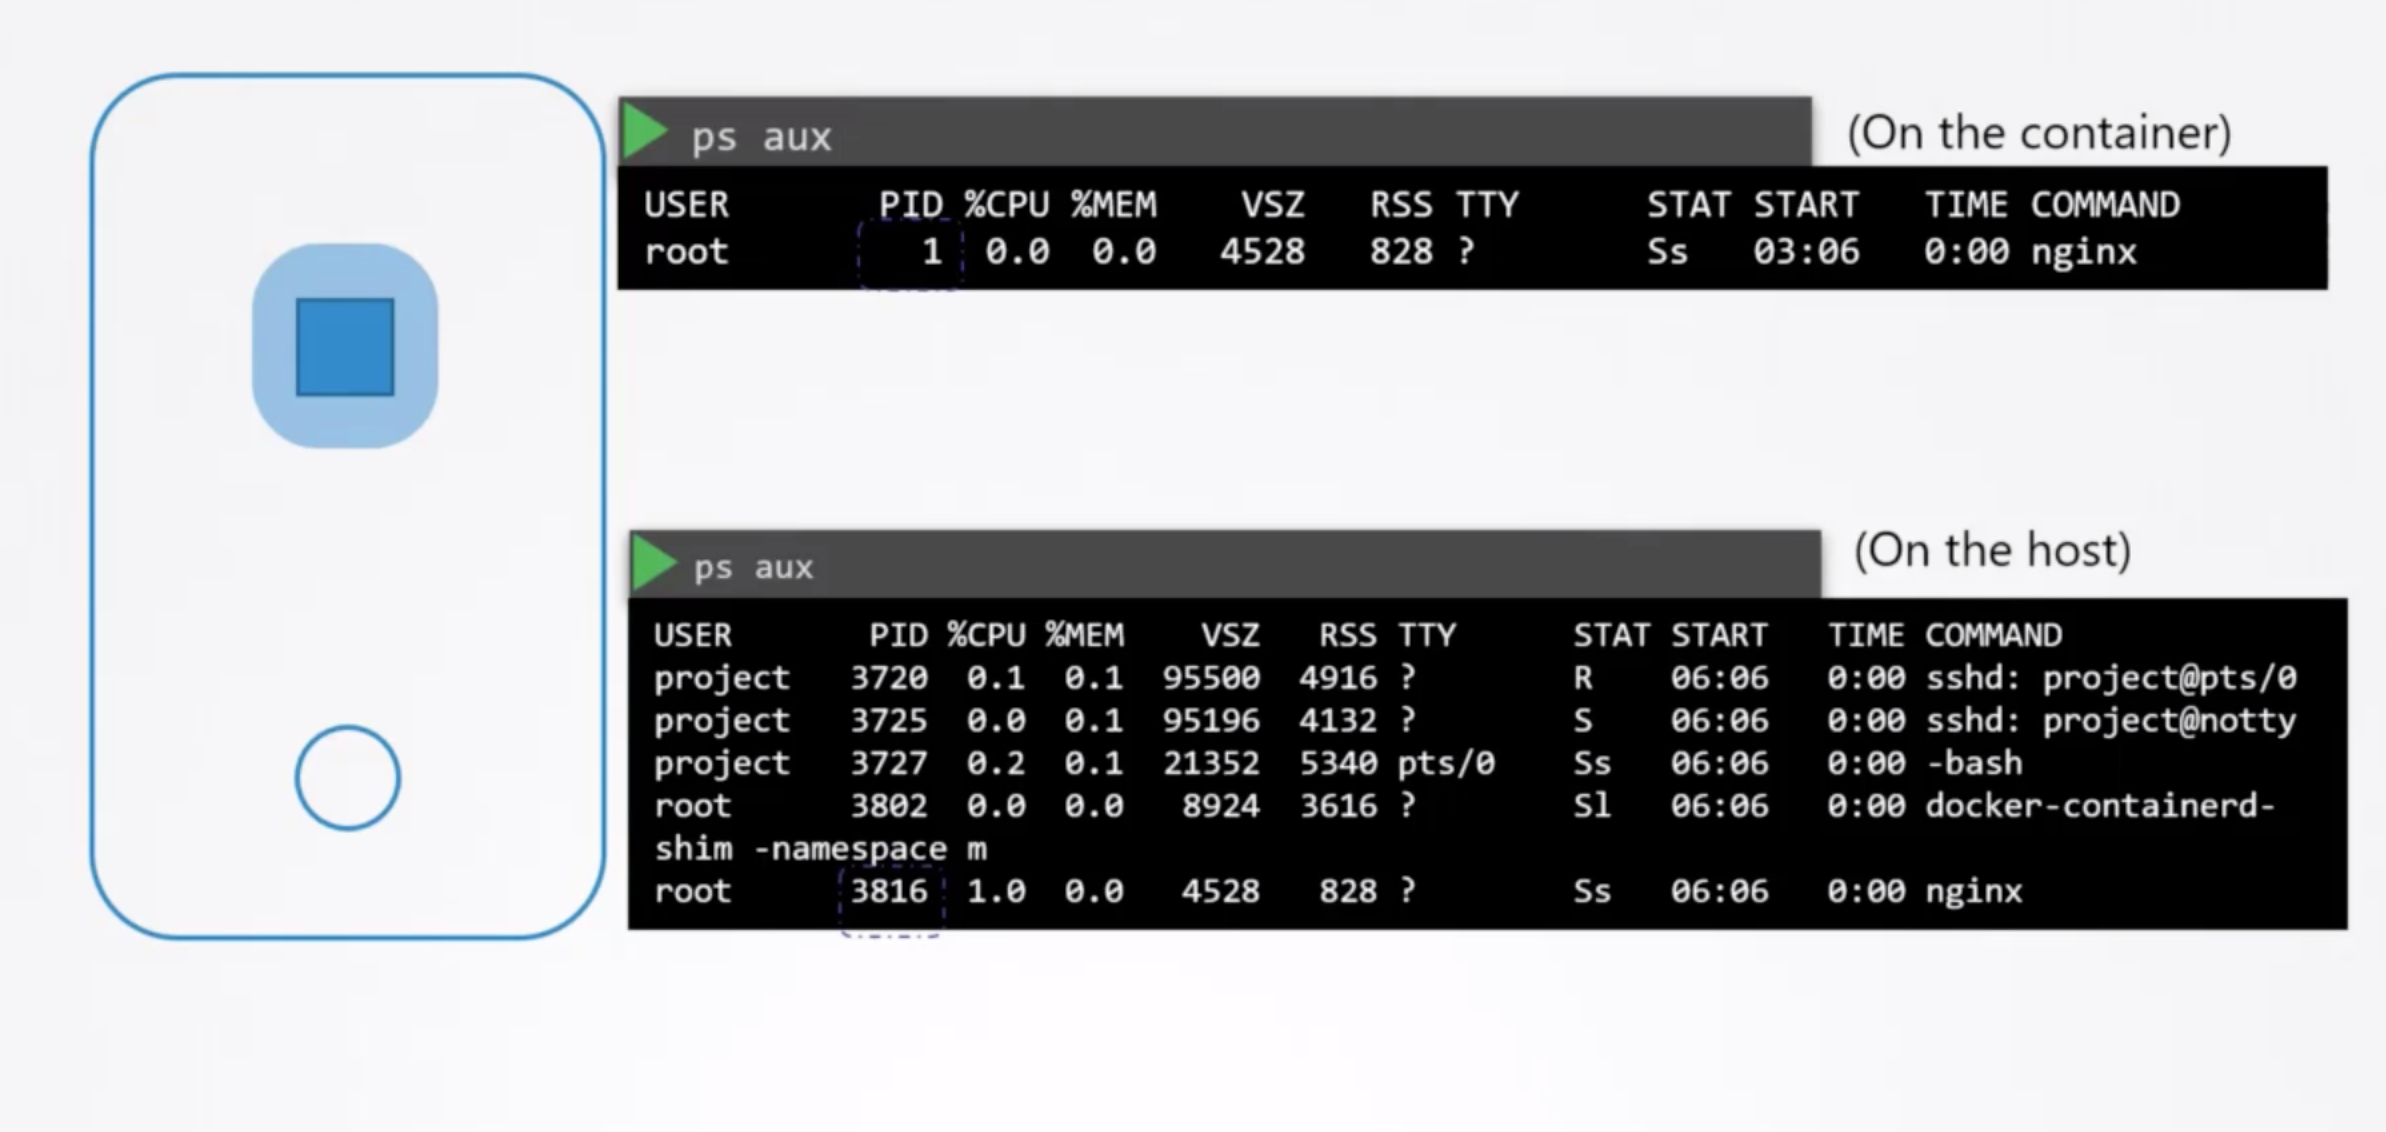 ps aux
(On the container)
USER PID %CPU %MEM VSZ RSS TTY STAT START TIME COMMAND
root 1 0.0 0.0 4528 828 ? Ss 03:06 0:00 nginx
ps aux
(On the host)
USER PID %CPU %MEM VSZ RSS TTY STAT START TIME COMMAND
project 3720 0.1 0.1 95500 4916 ? R 06:06 0:00 sshd: project@pts/0
project 3725 0.0 0.1 95196 4132 ? S 06:06 0:00 sshd: project@notty
project 3727 0.2 0.1 21352 5340 pts/0 Ss 06:06 0:00 -bash
root 3802 0.0 0.0 8924 3616 ? Sl 06:06 0:00 docker-containerd-
shim -namespace m
root 3816 1.0 0.0 4528 828 ? Ss 06:06 0:00 nginx